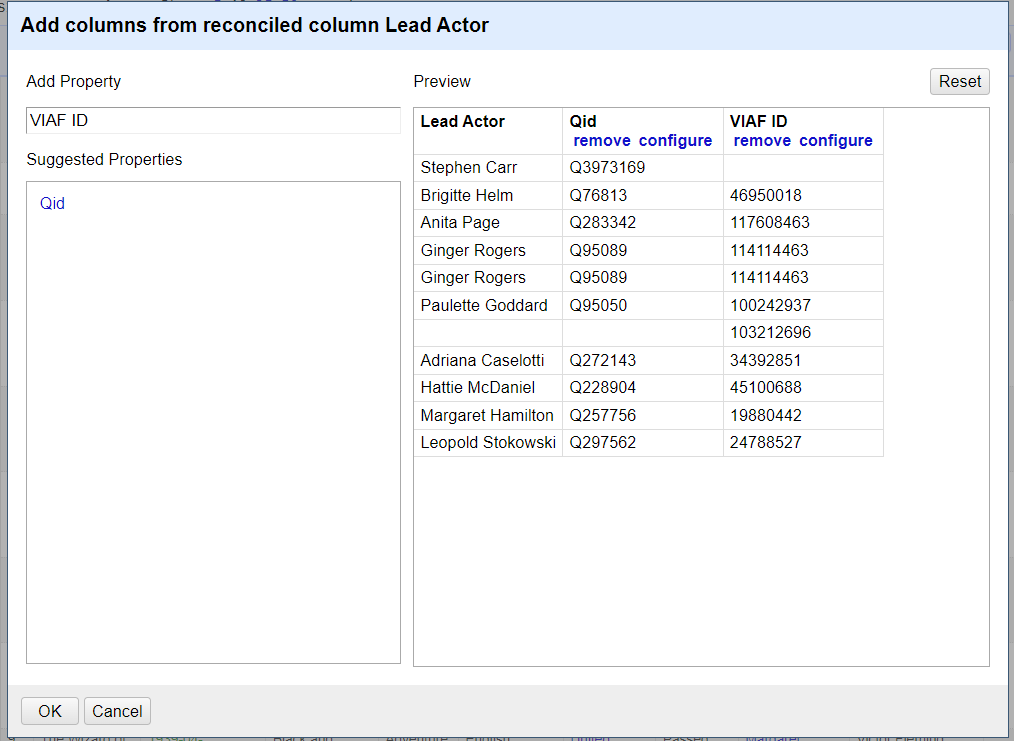 Add columns from reconciled column Lead Actor
Add Property
Preview
Reset
VIAF ID
Suggested Properties
Qid
Lead Actor Qid VIAF ID
remove configure remove configure
Stephen Carr Q3973169
Brigitte Helm Q76813 46950018
Anita Page Q283342 117608463
Ginger Rogers Q95089 114114463
Ginger Rogers Q95089 114114463
Paulette Goddard Q95050 100242937
103212696
Adriana Caselotti Q272143 34392851
Hattie McDaniel Q228904 45100688
Margaret Hamilton Q257756 19880442
Leopold Stokowski Q297562 24788527
OK Cancel